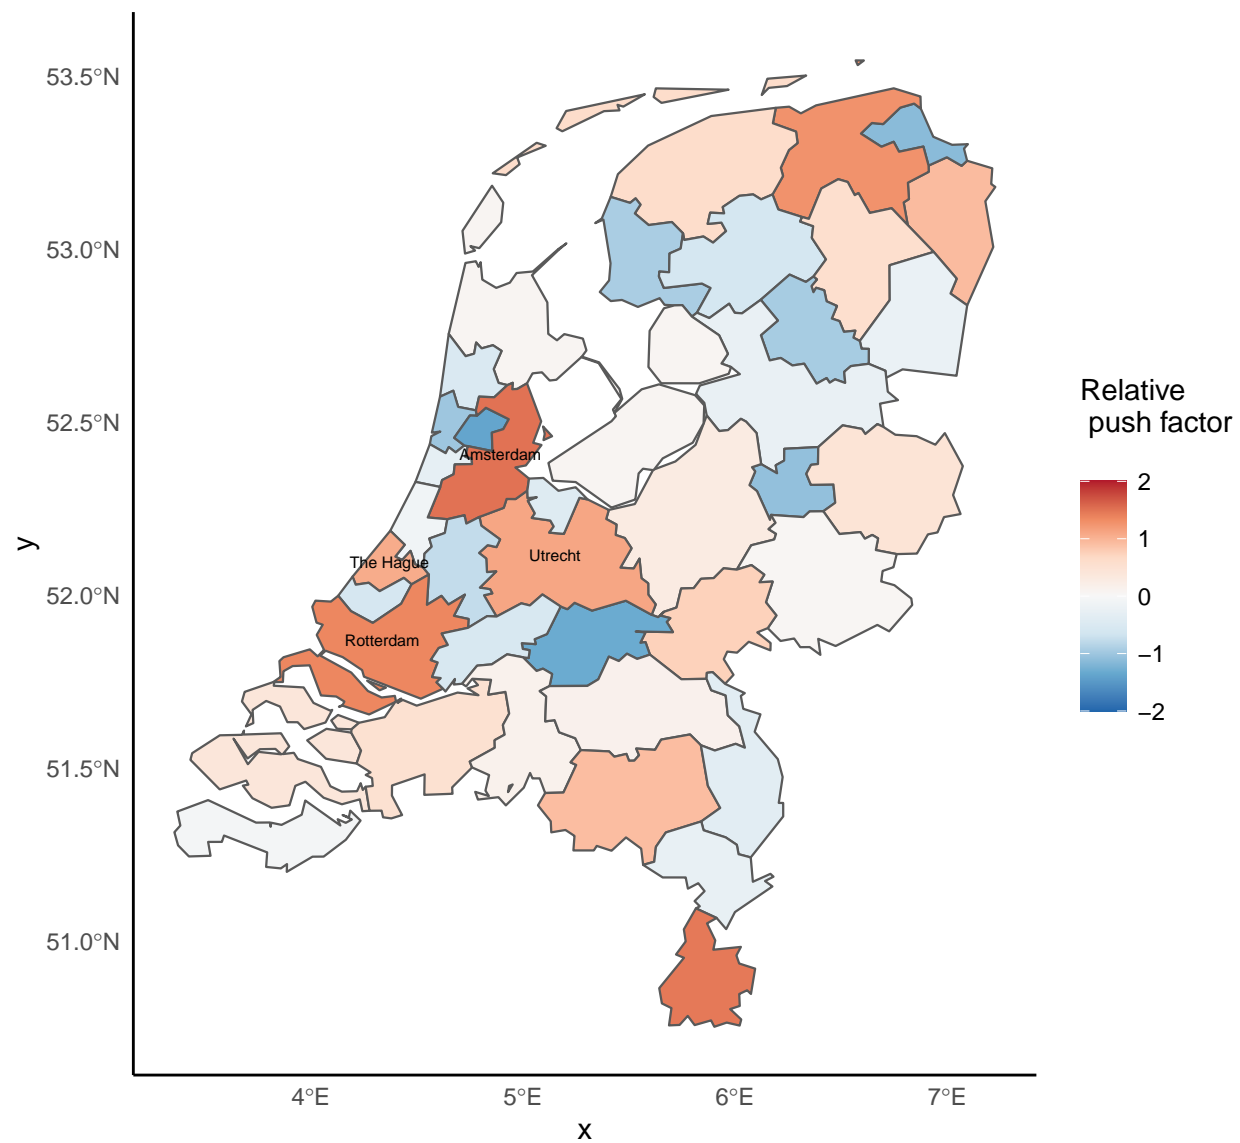 53.5°N
53.0°N
52.5°N
52.0°N
51.5°N
51.0°N
y
Amsterdam
The Hague
Utrecht
Rotterdam
4°E
5°E
6°E
7°E
x
Relative
push factor
2
1
0
−1
−2